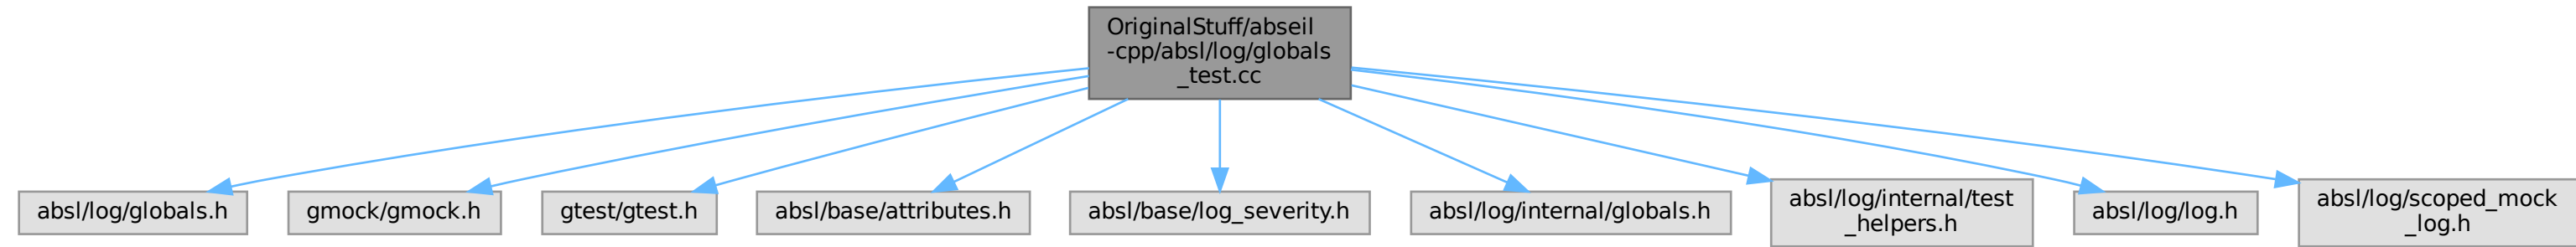 OriginalStuff/abseil
-cpp/absl/log/globals
_test.cc
absl/log/globals.h
gmock/gmock.h
gtest/gtest.h
absl/base/attributes.h
absl/base/log_severity.h
absl/log/internal/globals.h
absl/log/internal/test
_helpers.h
absl/log/log.h
absl/log/scoped_mock
_log.h